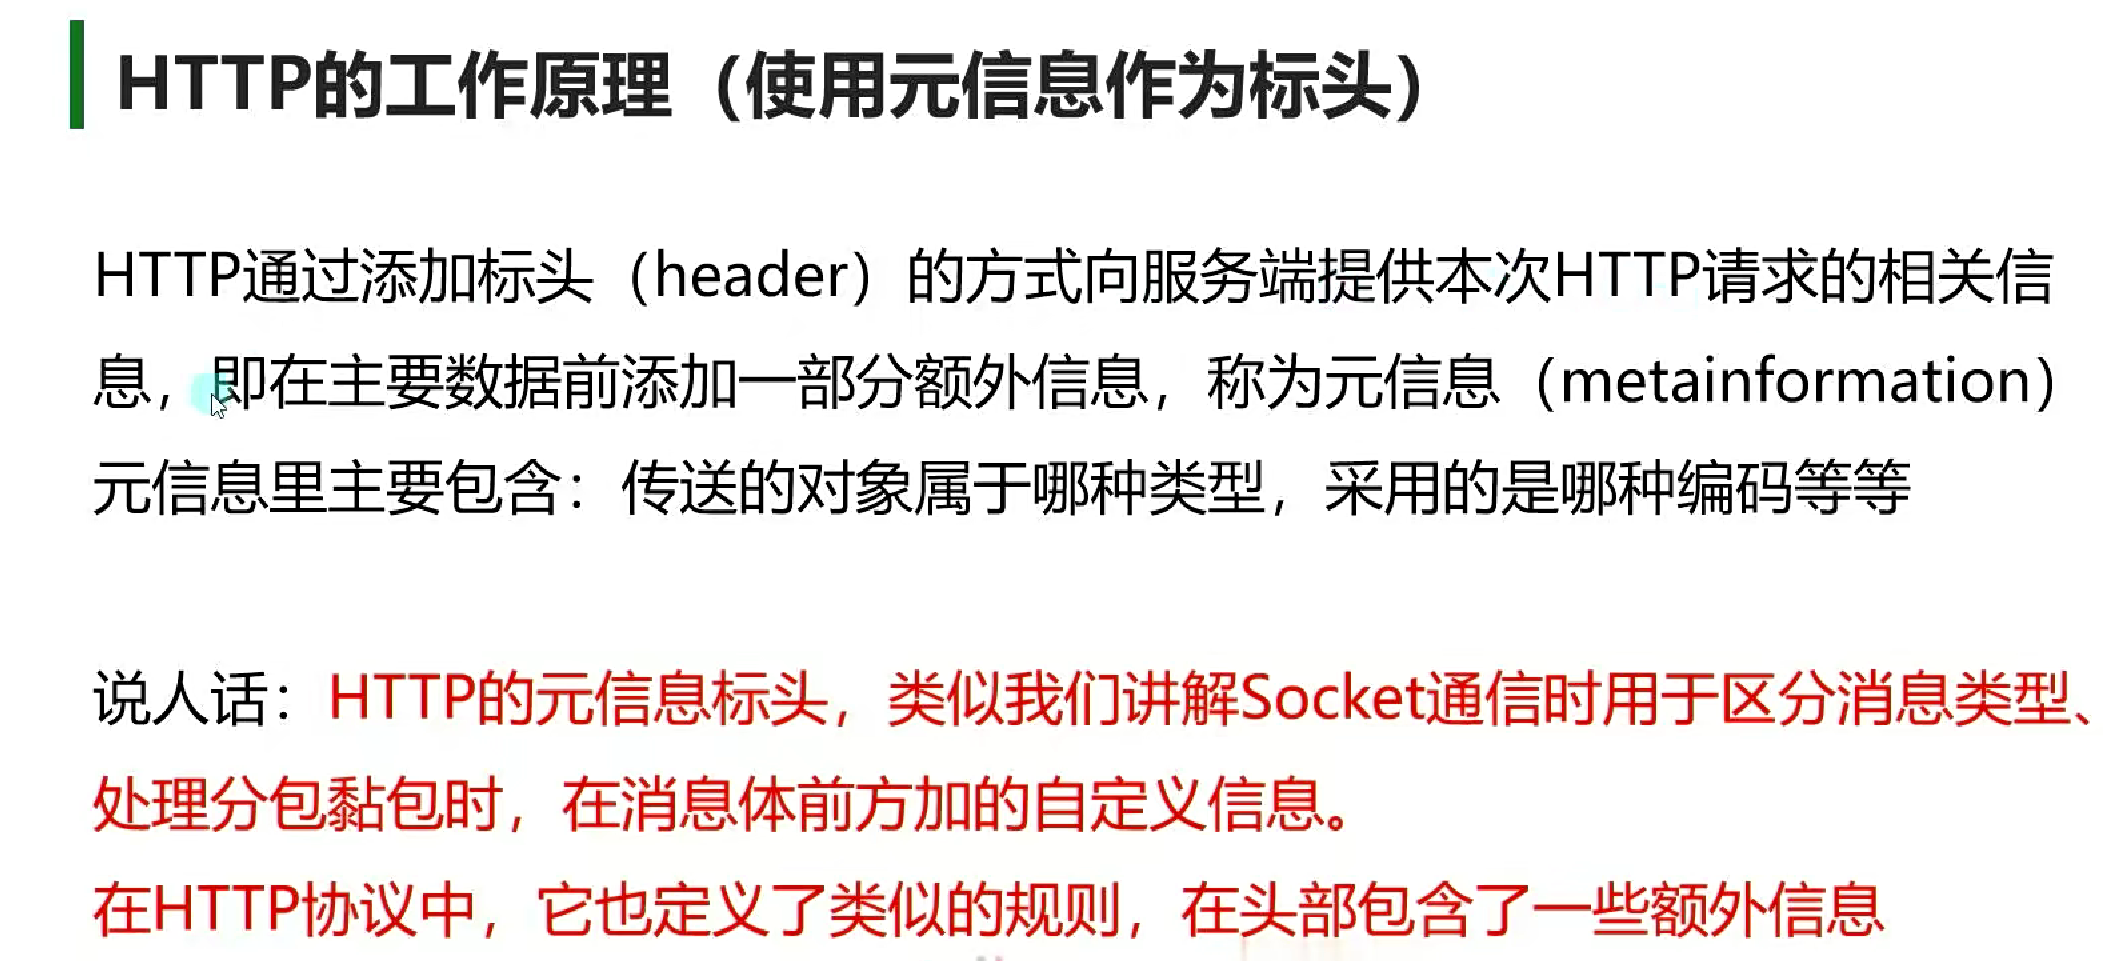 HTTP的工作原理（使用元信息作为标头）
HTTP通过添加标头（header）的方式向服务端提供本次HTTP请求的相关信
息，即在主要数据前添加一部分额外信息，称为元信息（metainformation）
元信息里主要包含：传送的对象属于哪种类型，采用的是哪种编码等等
说人话：HTTP的元信息标头，类似我们讲解Socket通信时用于区分消息类型、
处理分包黏包时，在消息体前方加的自定义信息。
在HTTP协议中，它也定义了类似的规则，在头部包含了一些额外信息